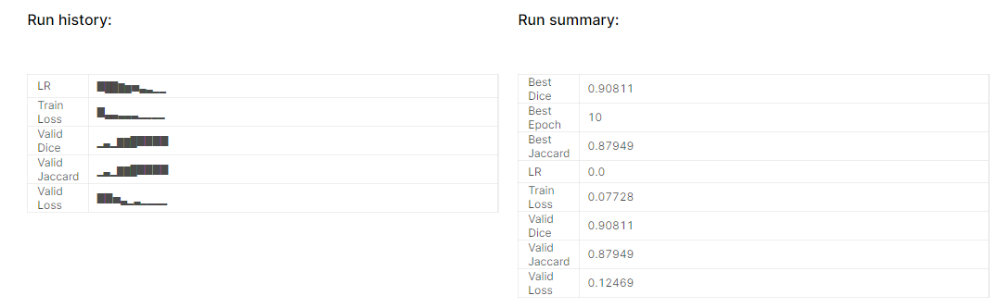 Run history:
LR
Train
Loss
Valid
Dice
Valid
Jaccard
Valid
Loss
Run summary:
Best
Dice
0.90811
Best
Epoch
10
Best
Jaccard
0.87949
LR
0.0
Train
Loss
0.07728
Valid
Dice
0.90811
Valid
Jaccard
0.87949
Valid
Loss
0.12469